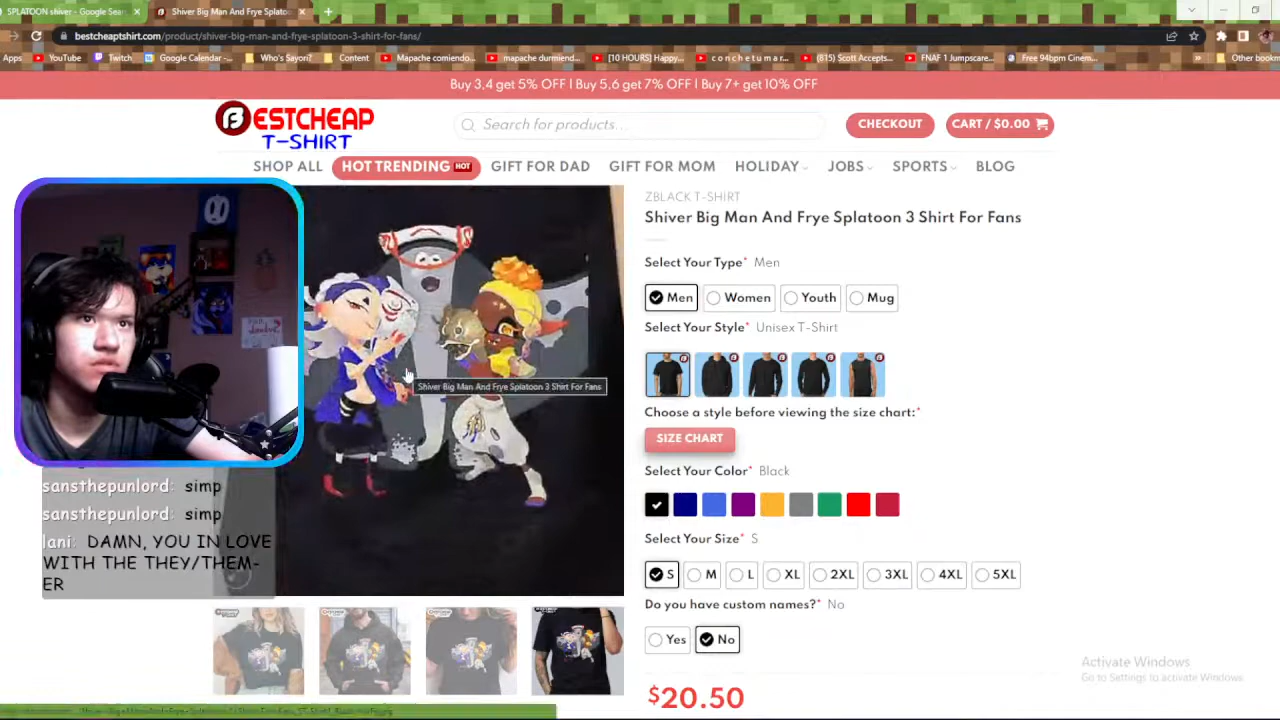 SPLATOON shiver - Google Sear
Shiver Big Man And Frye Splatoo
bestcheaptshirt.com/product/shiver-big-man-and-frye-splatoon-3-shirt-for-fans/
Apps YouTube Twitch Google Calendar -... Who's Sayori? Content Mapache comiendo... mapache durmiend... [10 HOURS] Happy... c o n c h e t u m a r... (815) Scott Accepts... FNAF 1 Jumpscare... Free 94bpm Cinem... » Other bookm
Buy 3,4 get 5% OFF | Buy 5,6 get 7% OFF | Buy 7+ get 10% OFF
BESTCHEAP
T-SHIRT
Search for products...
CHECKOUT
CART / $0.00
SHOP ALL HOT TRENDING HOT GIFT FOR DAD GIFT FOR MOM HOLIDAY JOBS SPORTS BLOG
ZBLACK T-SHIRT
Shiver Big Man And Frye Splatoon 3 Shirt For Fans
Select Your Type* Men
Men Women Youth Mug
Select Your Style* Unisex T-Shirt
Shiver Big Man And Frye Splatoon 3 Shirt For Fans
Choose a style before viewing the size chart:*
SIZE CHART
Select Your Color* Black
Select Your Size* S
S M L XL 2XL 3XL 4XL 5XL
Do you have custom names?* No
Yes No
$20.50
sansthepunlord: simp
sansthepunlord: simp
lani: DAMN, YOU IN LOVE
WITH THE THEY/THEM-
ER
Activate Windows
Go to Settings to activate Windows.